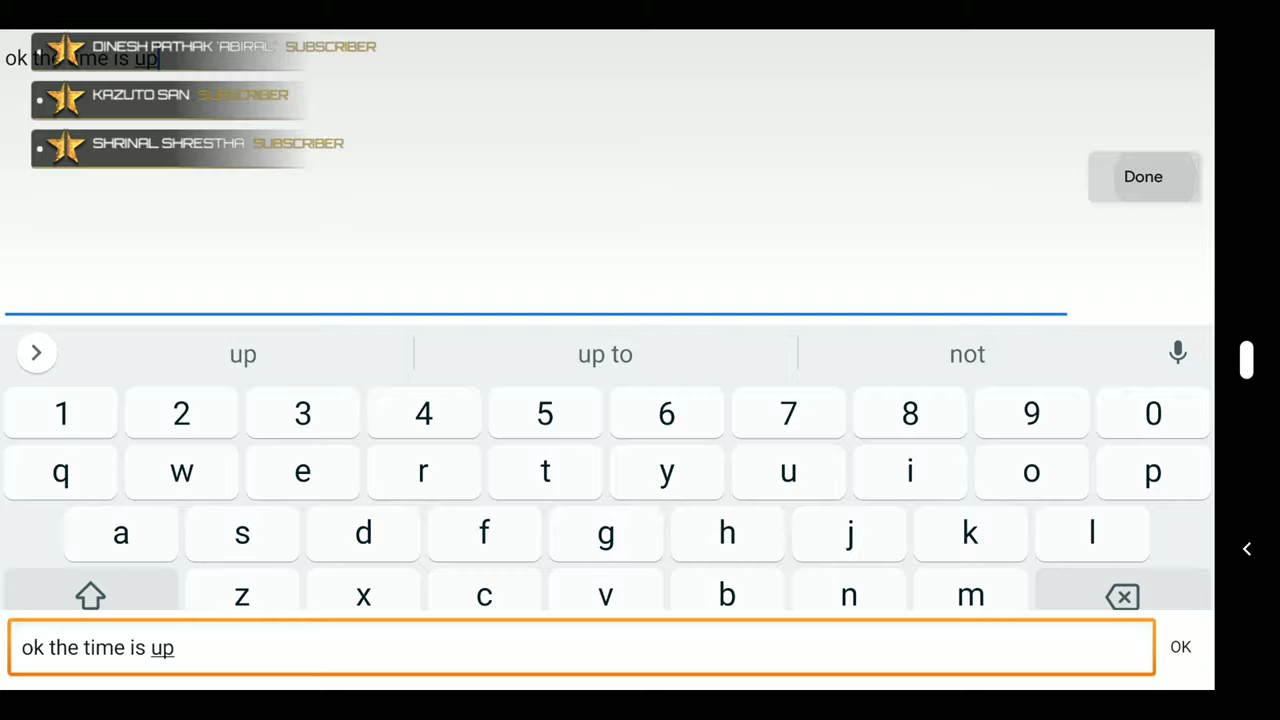 DINESH PATHAK 'ABIRAL' SUBSCRIBER
ok the time is up
KAZUTO SAN SUBSCRIBER
SHRINAL SHRESTHA SUBSCRIBER
Done
up up to not
1 2 3 4 5 6 7 8 9 0
q w e r t y u i o p
a s d f g h j k l
z x c v b n m
ok the time is up OK